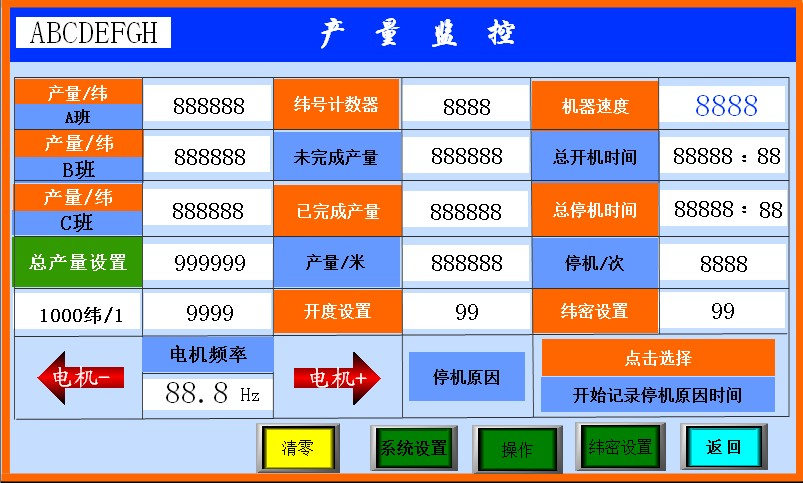 ABCDEFGH 产量监控
产量/纬 A班 888888 纬号计数器 8888 机器速度 8888
产量/纬 B班 888888 未完成产量 888888 总开机时间 88888：88
产量/纬 C班 888888 已完成产量 888888 总停机时间 88888：88
总产量设置 999999 产量/米 888888 停机/次 8888
1000纬/1 9999 开度设置 99 纬密设置 99
电机- 电机频率 88.8 Hz 电机+ 停机原因 点击选择
开始记录停机原因时间
清零 系统设置 操作 纬密设置 返回